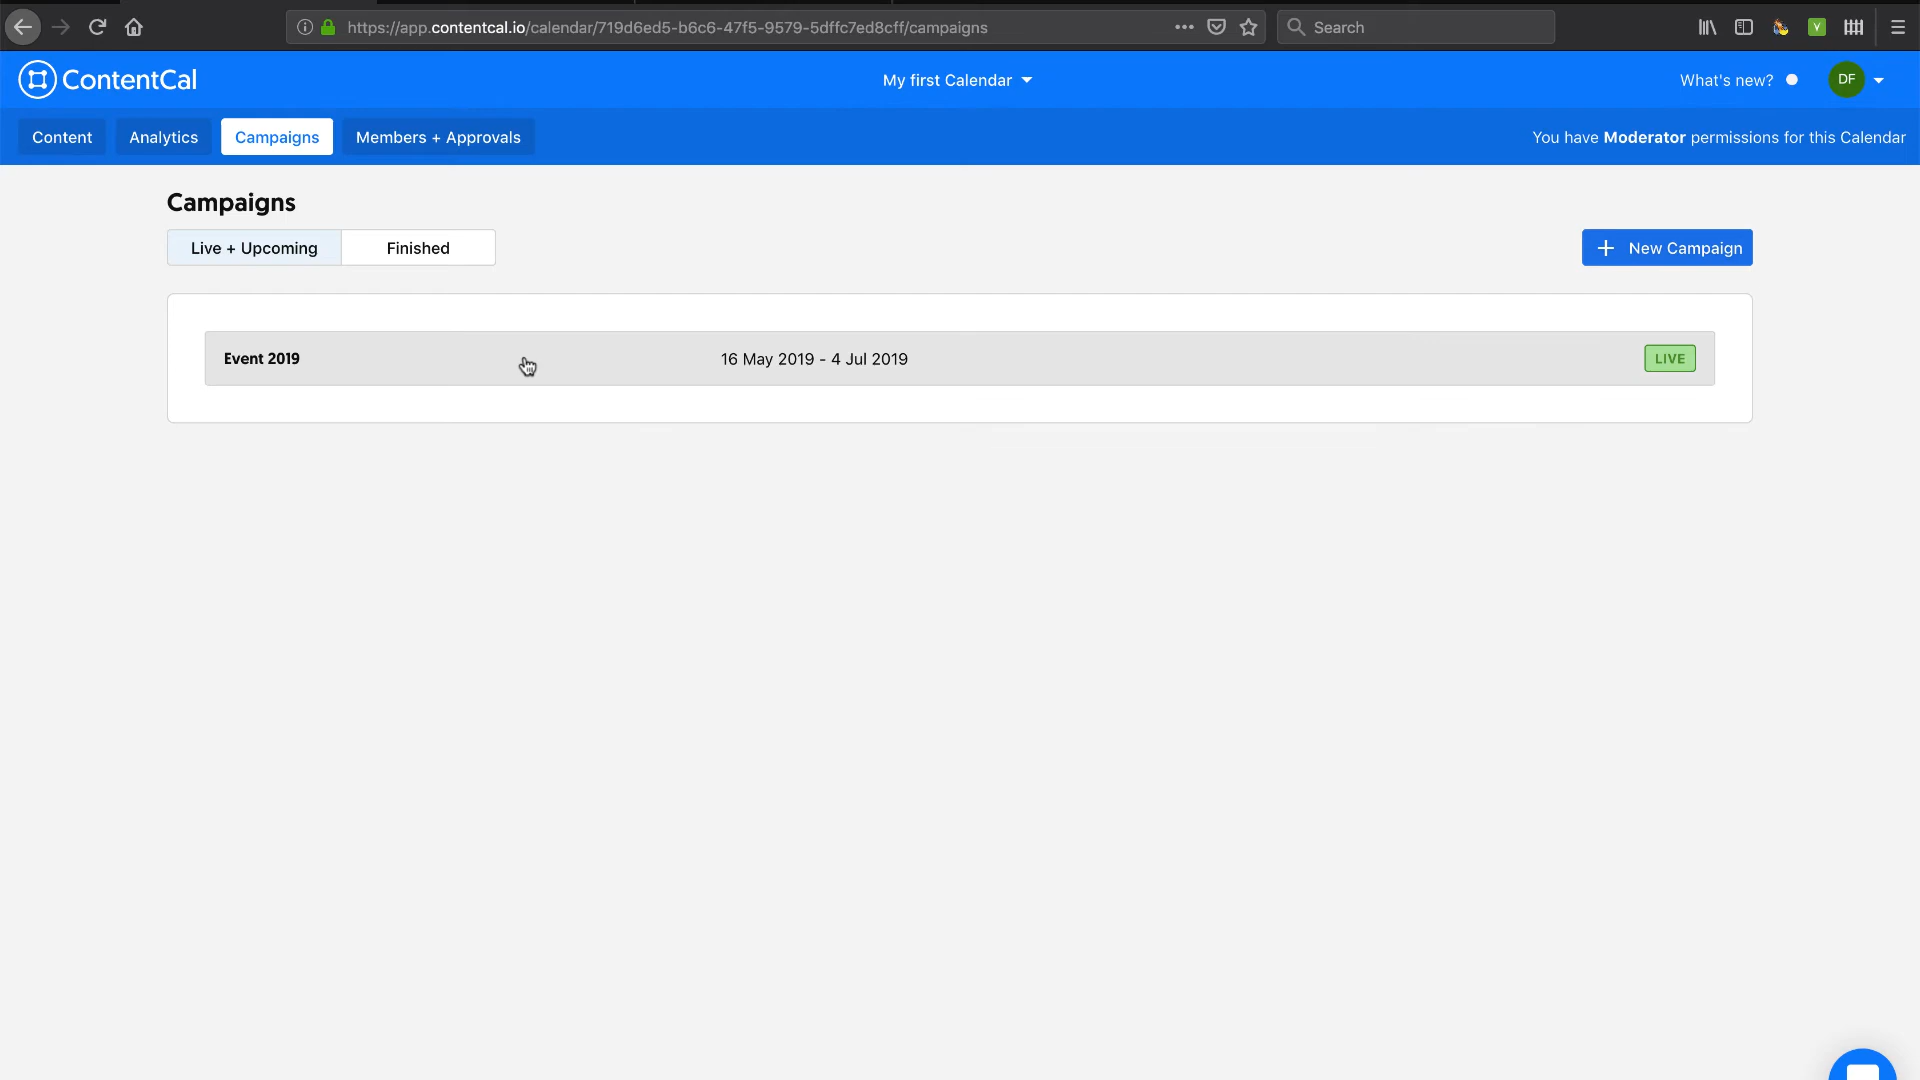 https://app.contentcal.io/calendar/719d6ed5-b6c6-47f5-9579-5dffc7ed8cff/campaigns
Search
ContentCal
My first Calendar
What's new?
DF
Content
Analytics
Campaigns
Members + Approvals
You have Moderator permissions for this Calendar
Campaigns
Live + Upcoming
Finished
+ New Campaign
Event 2019
16 May 2019 - 4 Jul 2019
LIVE